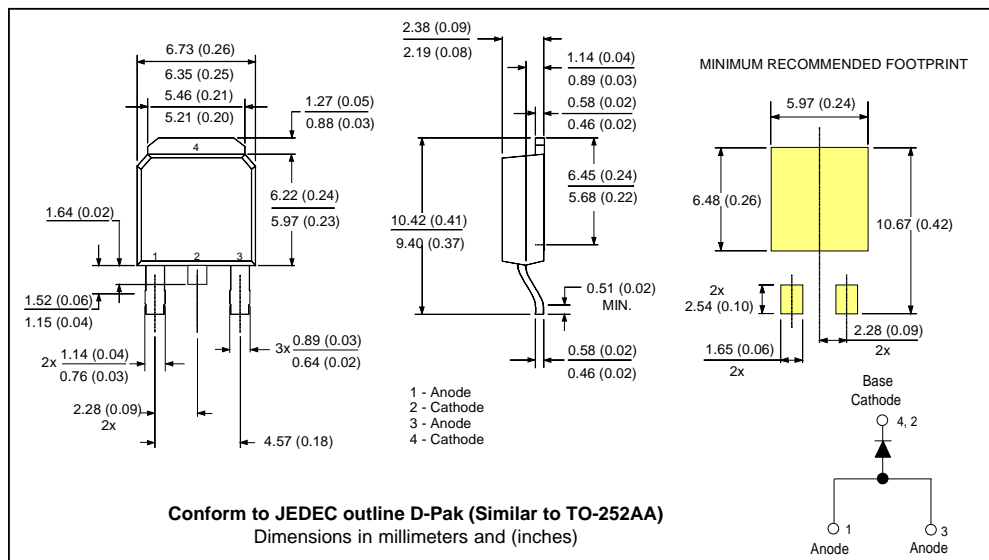 6.73 (0.26)
6.35 (0.25)
5.46 (0.21)
5.21 (0.20)
1.27 (0.05)
0.88 (0.03)
4
6.22 (0.24)
5.97 (0.23)
1.64 (0.02)
1
2
3
1.52 (0.06)
1.15 (0.04)
2x
1.14 (0.04)
0.76 (0.03)
3x
0.89 (0.03)
0.64 (0.02)
2.28 (0.09)
2x
4.57 (0.18)
2.38 (0.09)
2.19 (0.08)
1.14 (0.04)
0.89 (0.03)
0.58 (0.02)
0.46 (0.02)
10.42 (0.41)
9.40 (0.37)
6.45 (0.24)
5.68 (0.22)
0.51 (0.02)
MIN.
0.58 (0.02)
0.46 (0.02)
1 - Anode
2 - Cathode
3 - Anode
4 - Cathode
MINIMUM RECOMMENDED FOOTPRINT
5.97 (0.24)
6.48 (0.26)
10.67 (0.42)
2x
2.54 (0.10)
1.65 (0.06)
2x
2.28 (0.09)
2x
Base
Cathode
4, 2
1
Anode
3
Anode
Conform to JEDEC outline D-Pak (Similar to TO-252AA)
Dimensions in millimeters and (inches)